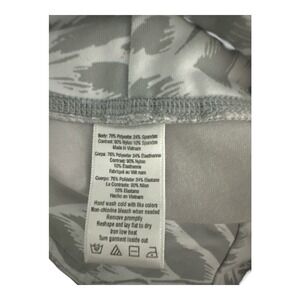 Body: 76% Polyester 24% Spandex
Contrast: 90% Nylon 10% Spandex
Made in Vietnam
Corps: 76% Polyester 24% Elasthanne
Contraste: 90% Nylon
10% Elasthanne
Fabriqué au Viêt nam
Cuerpo: 76% Poliéster 24% Elastano
La Contraste: 90% Nilon
10% Elastano
Hecho en Vietnam
Hand wash cold with like colors
Non-chlorine bleach when needed
Remove promptly
Reshape and lay flat to dry
Iron low heat
Turn garment inside out